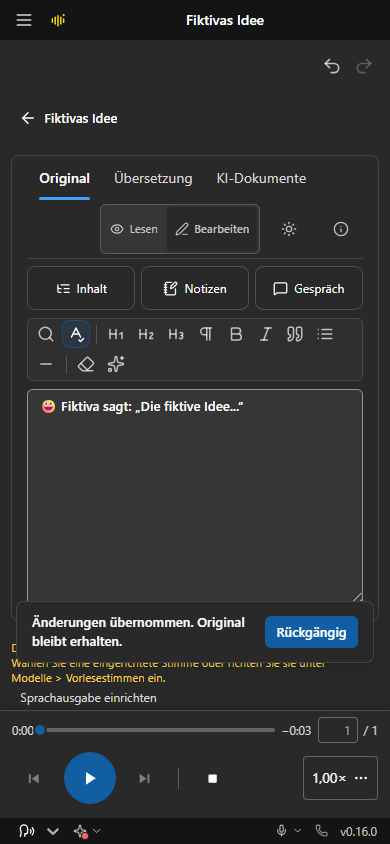 Fiktivas Idee
Fiktivas Idee
Original Übersetzung KI-Dokumente
Lesen Bearbeiten
Inhalt Notizen Gespräch
H1 H2 H3 B I
😀 Fiktiva sagt: „Die fiktive Idee...“
Änderungen übernommen. Original
bleibt erhalten.
Rückgängig
Wählen Sie eine eingerichtete Stimme oder richten Sie sie unter
Modelle > Vorlesestimmen ein.
Sprachausgabe einrichten
0:00 −0:03 1 / 1
1,00×
v0.16.0